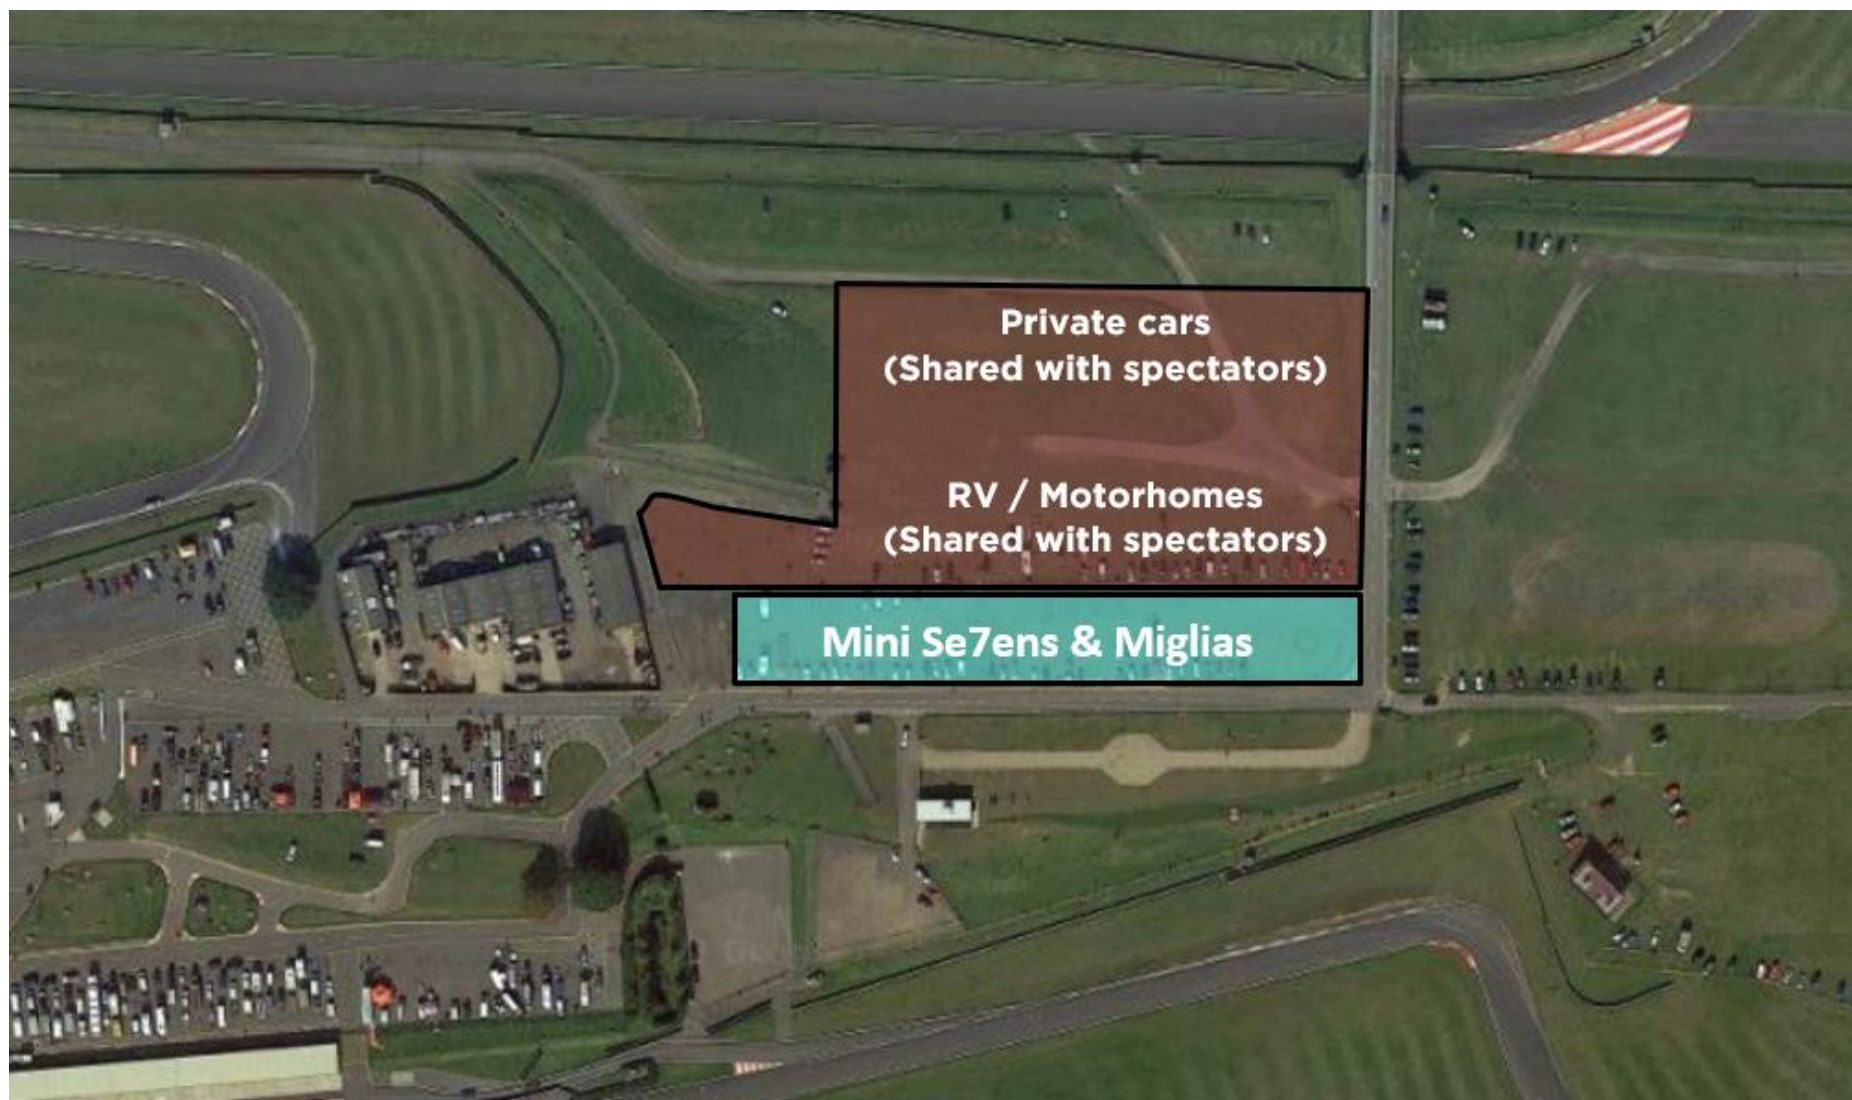 Private cars
(Shared with spectators)
RV / Motorhomes
(Shared with spectators)
Mini Se7ens & Miglias